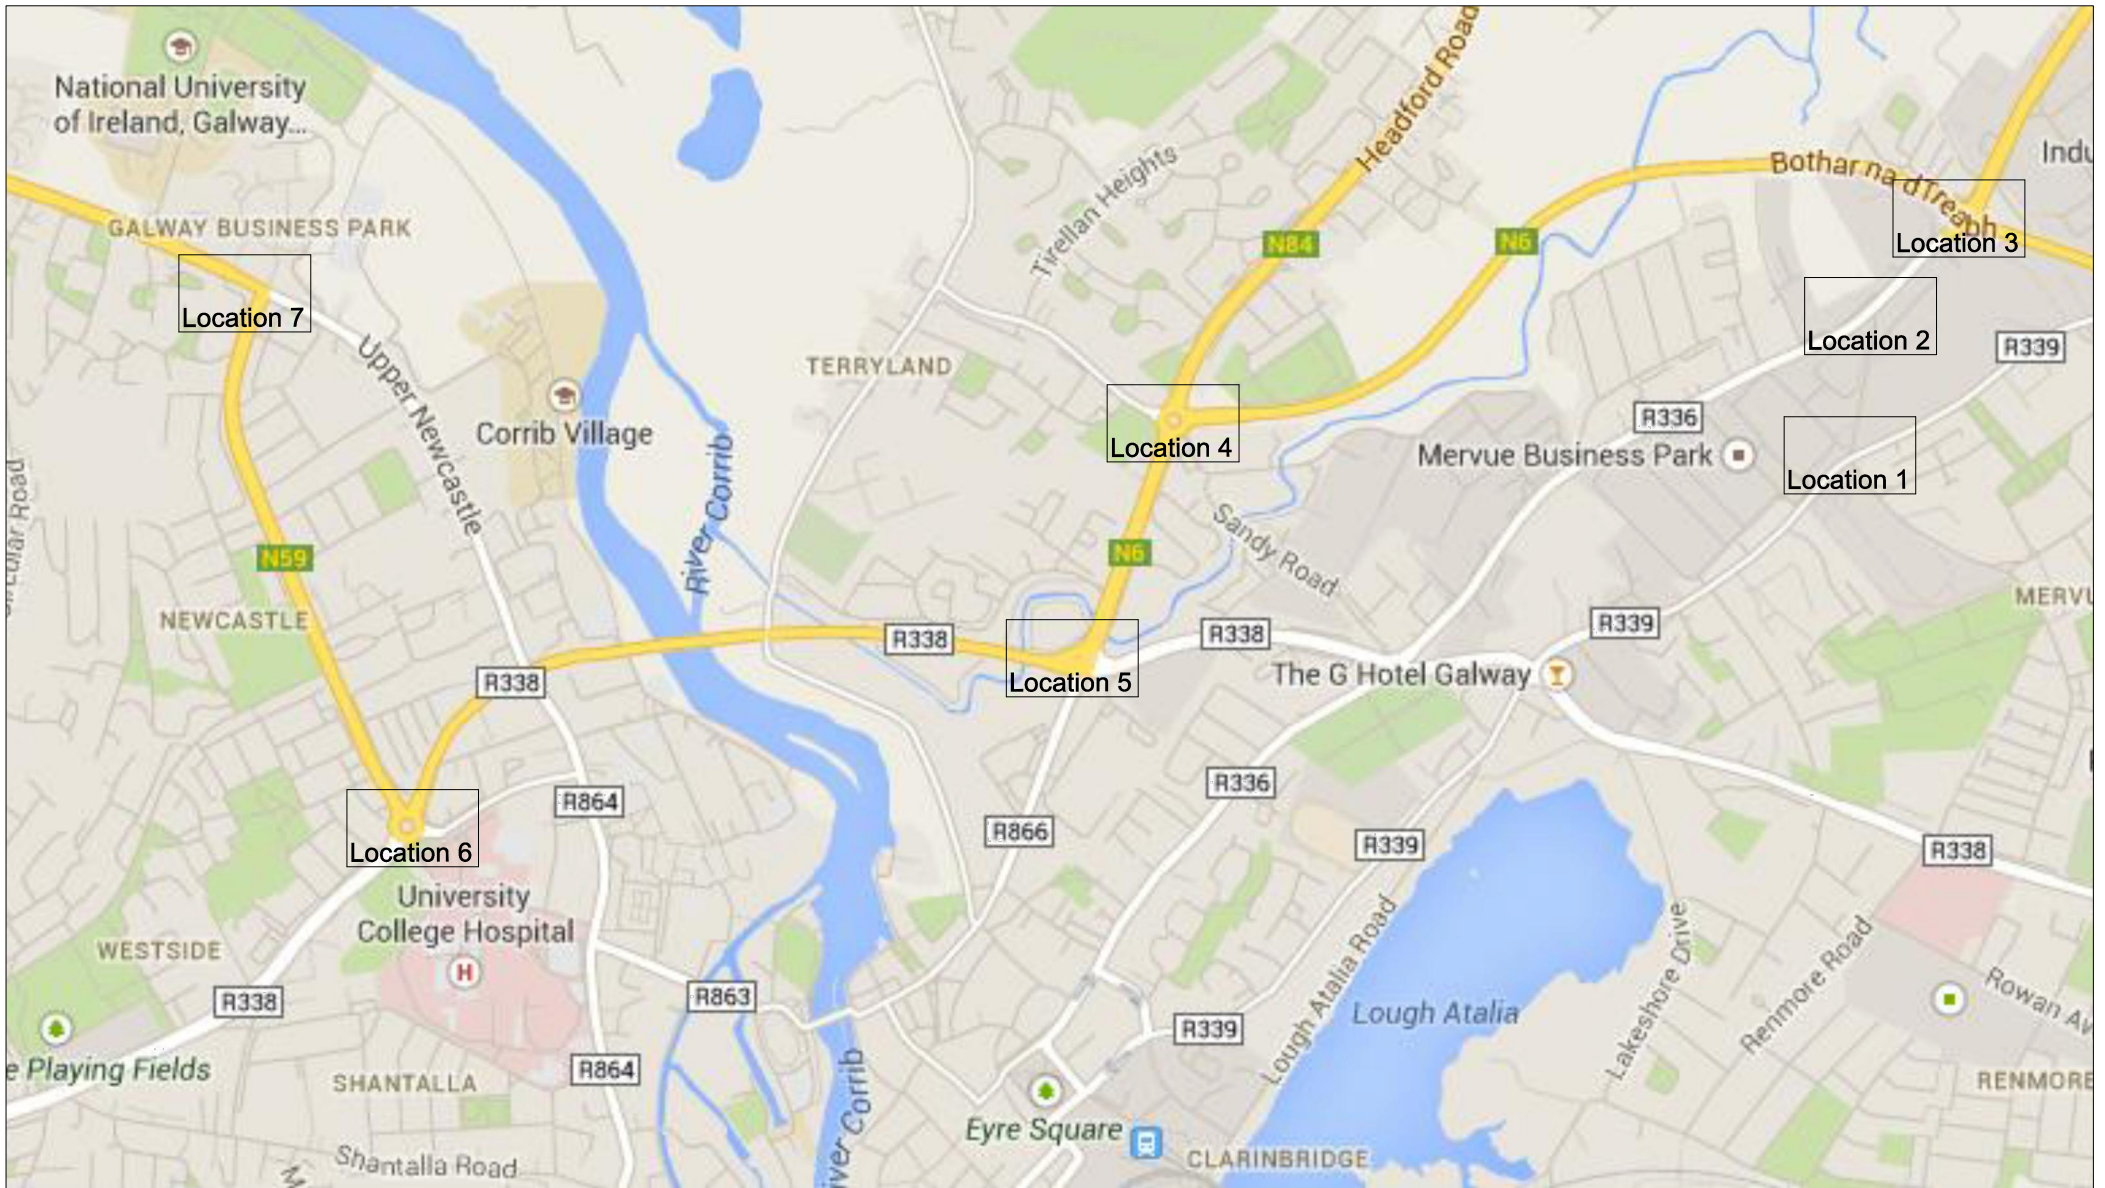 National University
of Ireland, Galway...
Headford Road
Bothar na dTreabh
Indu
GALWAY BUSINESS PARK
Tirellan Heights
N84
N6
Location 3
Location 7
Location 2
R339
Upper Newcastle
TERRYLAND
Corrib Village
Location 4
R336
Mervue Business Park
Location 1
River Corrib
Sandy Road
N59
N6
NEWCASTLE
MERVU
R338
R338
R339
R338
Location 5
The G Hotel Galway
R864
R336
R866
Location 6
R339
R338
University
College Hospital
WESTSIDE
R338
R863
Lough Atalia Road
Lough Atalia
Lakeshore Drive
Renmore Road
Rowan Av
R339
e Playing Fields
SHANTALLA
R864
River Corrib
Eyre Square
RENMORE
Shantalla Road
CLARINBRIDGE